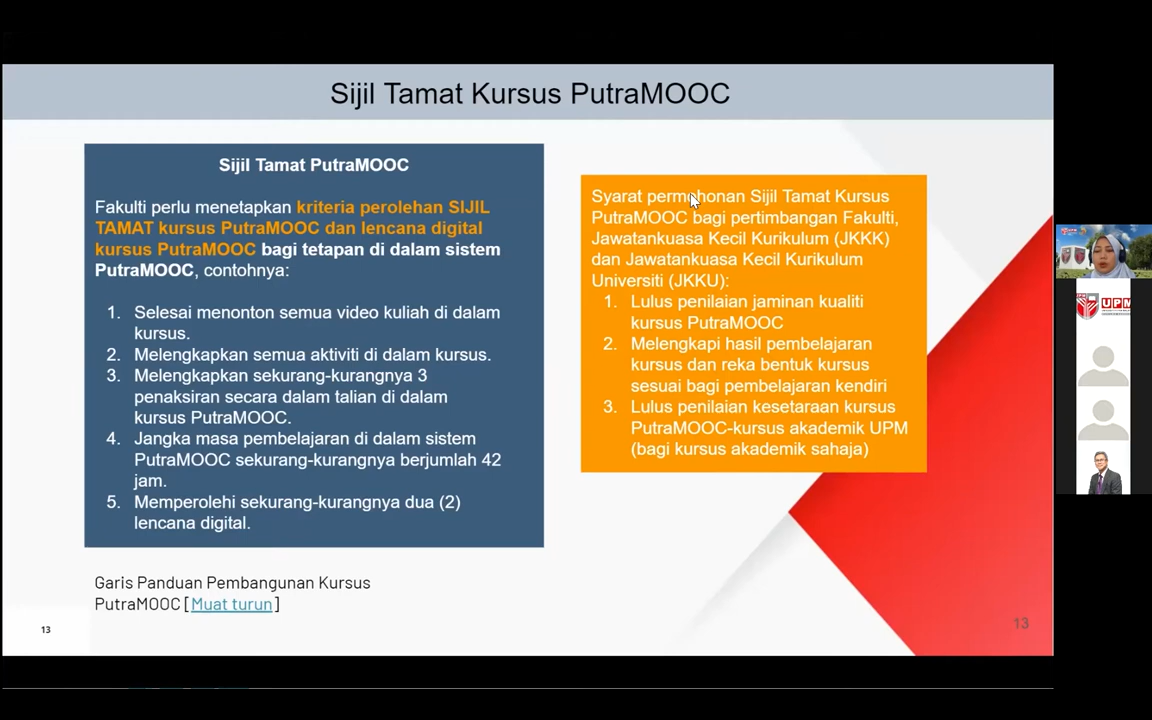 Sijil Tamat Kursus PutraMOOC
Sijil Tamat PutraMOOC
Fakulti perlu menetapkan kriteria perolehan SIJIL
TAMAT kursus PutraMOOC dan lencana digital
kursus PutraMOOC bagi tetapan di dalam sistem
PutraMOOC, contohnya:
1. Selesai menonton semua video kuliah di dalam
kursus.
2. Melengkapkan semua aktiviti di dalam kursus.
3. Melengkapkan sekurang-kurangnya 3
penaksiran secara dalam talian di dalam
kursus PutraMOOC.
4. Jangka masa pembelajaran di dalam sistem
PutraMOOC sekurang-kurangnya berjumlah 42
jam.
5. Memperolehi sekurang-kurangnya dua (2)
lencana digital.
Syarat permohonan Sijil Tamat Kursus
PutraMOOC bagi pertimbangan Fakulti,
Jawatankuasa Kecil Kurikulum (JKKK)
dan Jawatankuasa Kecil Kurikulum
Universiti (JKKU):
1. Lulus penilaian jaminan kualiti
kursus PutraMOOC
2. Melengkapi hasil pembelajaran
kursus dan reka bentuk kursus
sesuai bagi pembelajaran kendiri
3. Lulus penilaian kesetaraan kursus
PutraMOOC-kursus akademik UPM
(bagi kursus akademik sahaja)
Garis Panduan Pembangunan Kursus
PutraMOOC [Muat turun]
13
13
UPM